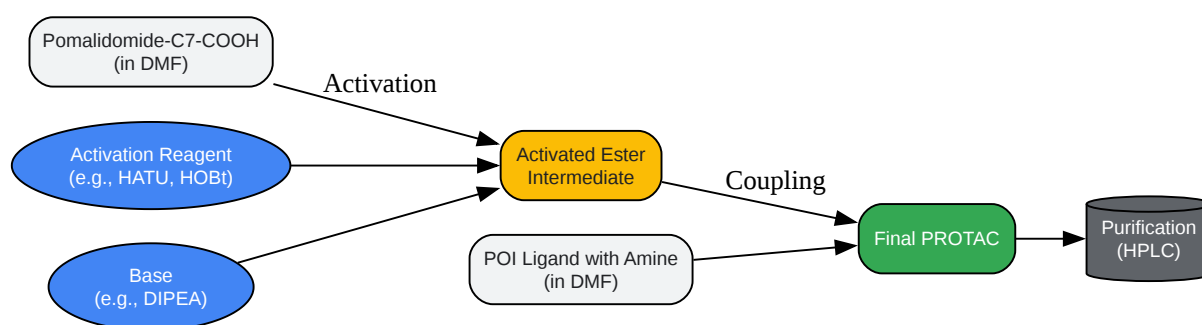 Pomalidomide-C7-COOH
(in DMF)
Activation
Activation Reagent
(e.g., HATU, HOBt)
Activated Ester
Intermediate
Coupling
Base
(e.g., DIPEA)
POI Ligand with Amine
(in DMF)
Final PROTAC
Purification
(HPLC)